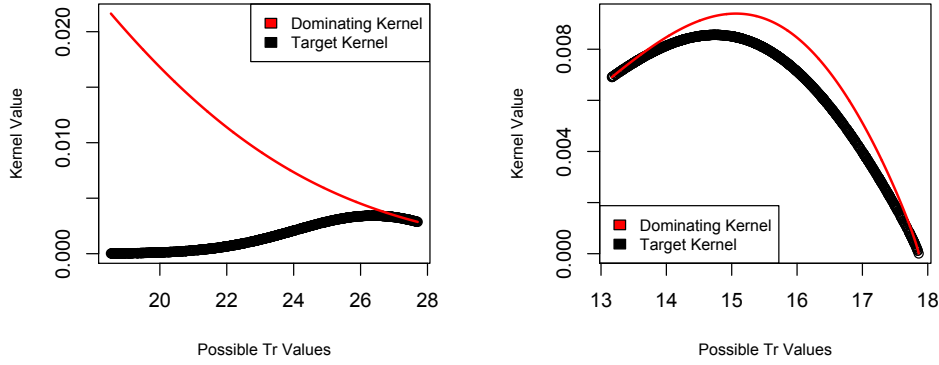 Dominating Kernel
Target Kernel
Kernel Value
0.000
0.010
0.020
20
22
24
26
28
Possible Tr Values
Kernel Value
0.000
0.004
0.008
Dominating Kernel
Target Kernel
13
14
15
16
17
18
Possible Tr Values